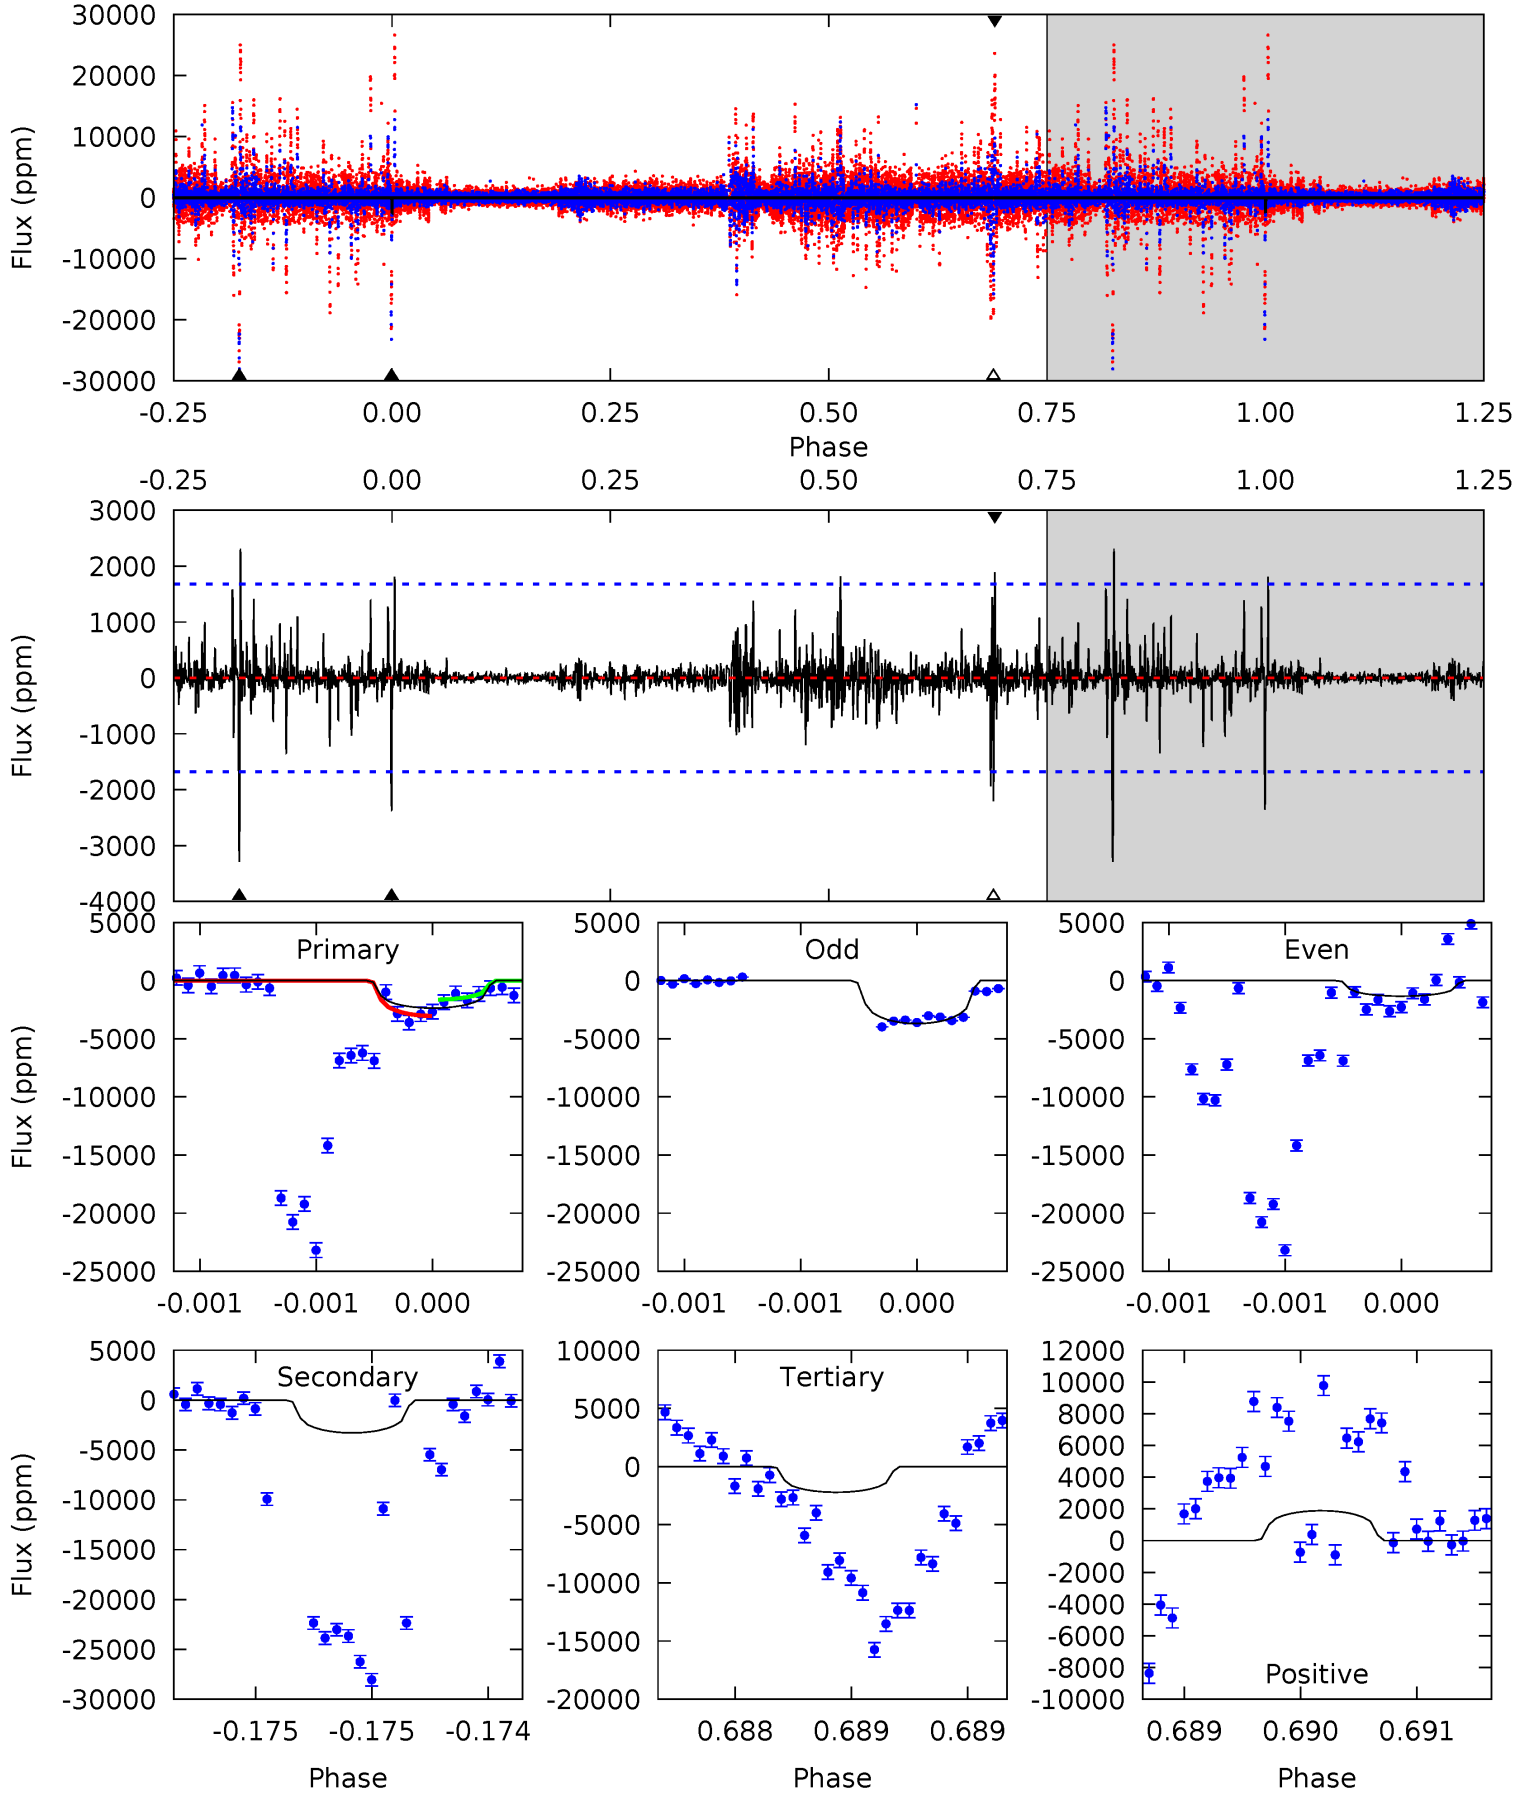 30000
20000
10000
0
-10000
-20000
-30000
Flux (ppm)
-0.25 0.00 0.25 0.50 0.75 1.00 1.25
Phase
-0.25 0.00 0.25 0.50 0.75 1.00 1.25
3000
2000
1000
0
-1000
-2000
-3000
-4000
Flux (ppm)
Primary
5000
0
-5000
-10000
-15000
-20000
-25000
Flux (ppm)
-0.001 -0.001 0.000
Odd
5000
0
-5000
-10000
-15000
-20000
-25000
-0.001 -0.001 0.000
Even
5000
0
-5000
-10000
-15000
-20000
-25000
-0.001 -0.001 0.000
Secondary
5000
0
-5000
-10000
-15000
-20000
-25000
-30000
Flux (ppm)
-0.175 -0.175 -0.174
Phase
Tertiary
10000
5000
0
-5000
-10000
-15000
-20000
0.688 0.689 0.689
Phase
12000
10000
8000
6000
4000
2000
0
-2000
-4000
-6000
-8000
-10000
Positive
0.689 0.690 0.691
Phase